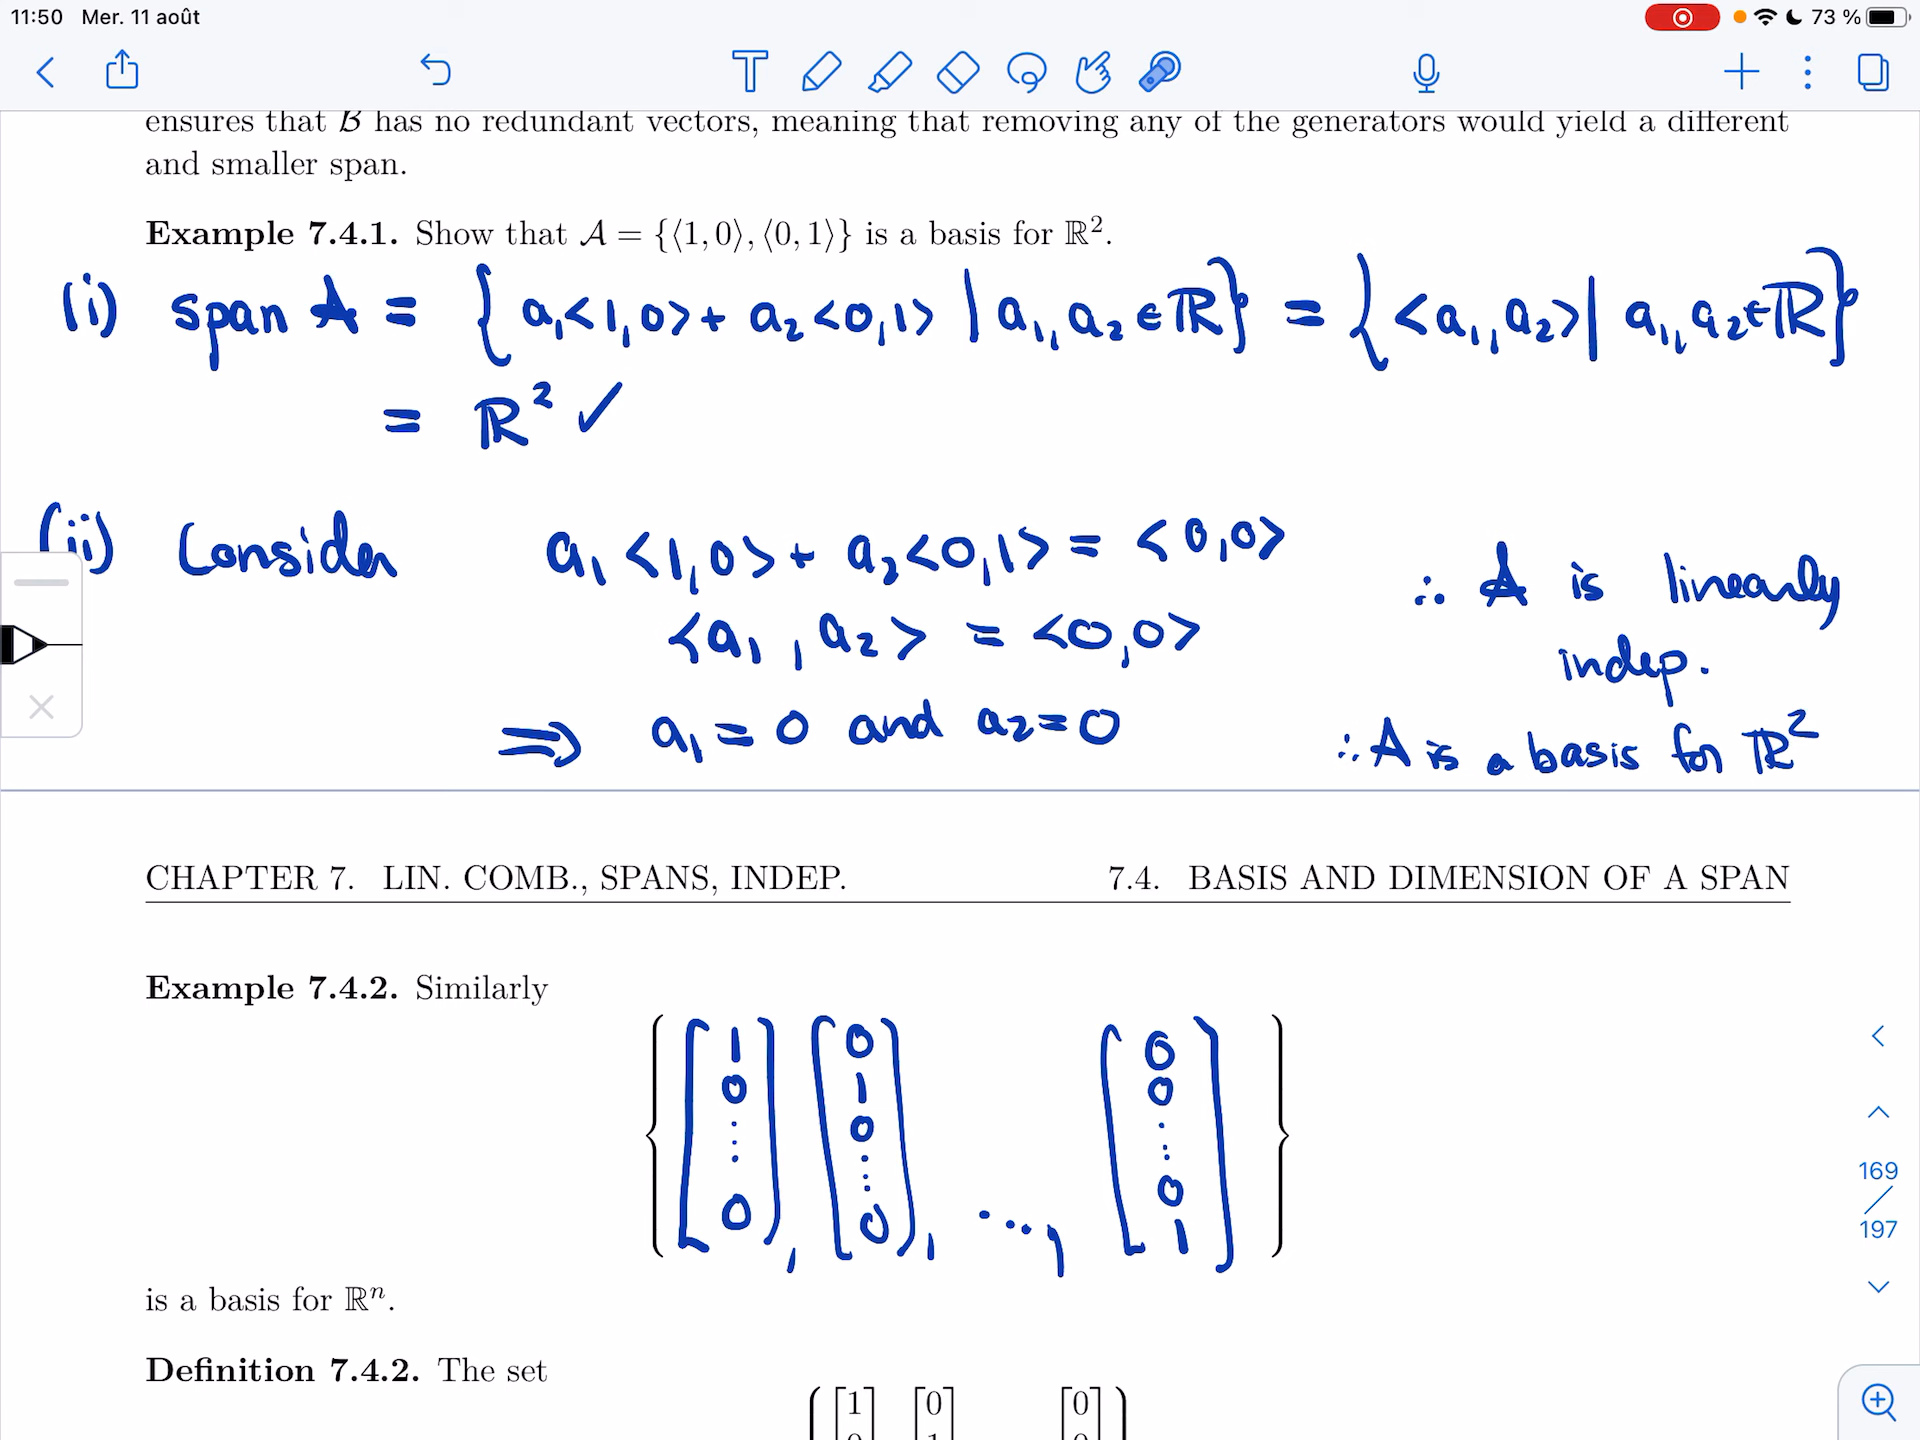 11:50 Mer. 11 août 73 %
ensures that ℬ has no redundant vectors, meaning that removing any of the generators would yield a different
and smaller span.
Example 7.4.1. Show that 𝒜 = {⟨1, 0⟩, ⟨0, 1⟩} is a basis for ℝ².
(i) span A = { a₁<1,0> + a₂<0,1> | a₁, a₂ ∈ ℝ } = { <a₁, a₂> | a₁, a₂ ∈ ℝ }
= ℝ² ✓
(ii) Consider a₁<1,0> + a₂<0,1> = <0,0>
<a₁, a₂> = <0,0>
⇒ a₁ = 0 and a₂ = 0
∴ A is linearly
indep.
∴ A is a basis for ℝ²
CHAPTER 7. LIN. COMB., SPANS, INDEP. 7.4. BASIS AND DIMENSION OF A SPAN
Example 7.4.2. Similarly
{ [1 0 ⋮ 0], [0 1 0 ⋮ 0], ..., [0 0 ⋮ 0 1] }
is a basis for ℝⁿ.
169
/
197
Definition 7.4.2. The set
[1 [0 [0